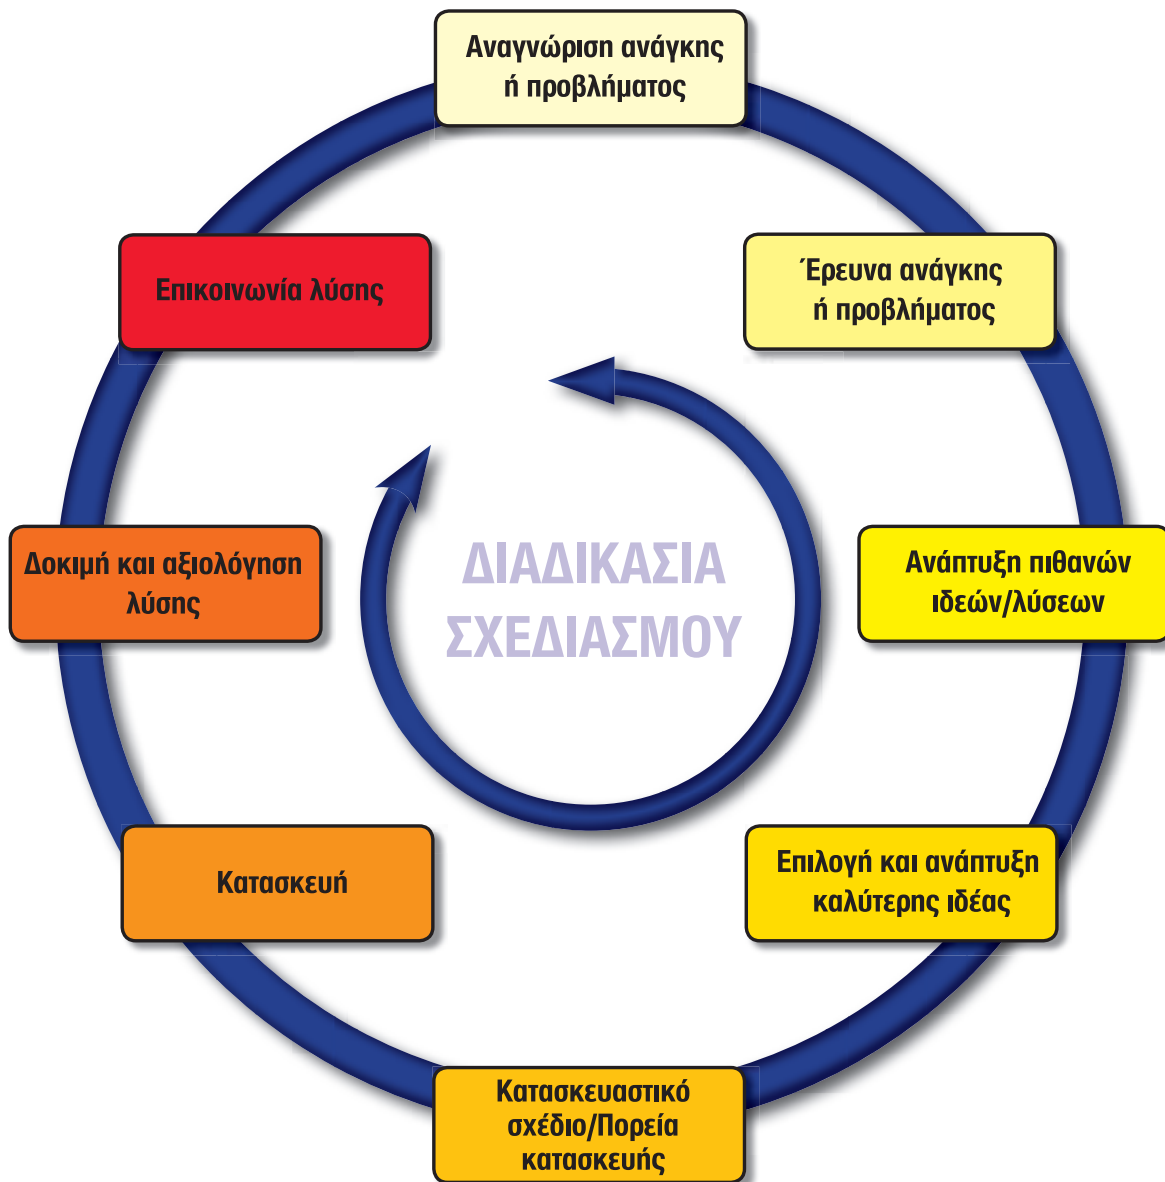 Αναγνώριση ανάγκης
ή προβλήματος
Έρευνα ανάγκης
ή προβλήματος
Ανάπτυξη πιθανών
ιδεών/λύσεων
Επιλογή και ανάπτυξη
καλύτερης ιδέας
Κατασκευαστικό
σχέδιο/Πορεία
κατασκευής
Κατασκευή
Δοκιμή και αξιολόγηση
λύσης
Επικοινωνία λύσης
ΔΙΑΔΙΚΑΣΙΑ
ΣΧΕΔΙΑΣΜΟΥ